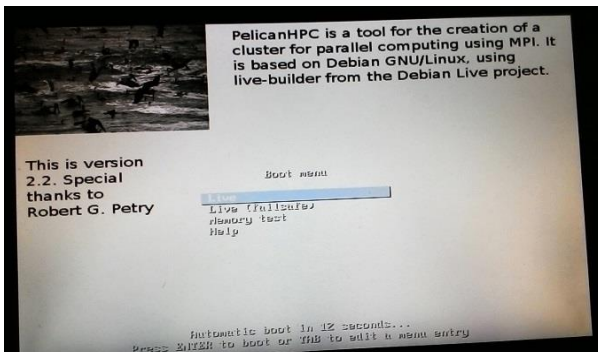 PelicanHPC is a tool for the creation of a
cluster for parallel computing using MPI. It
is based on Debian GNU/Linux, using
live-builder from the Debian Live project.
This is version
2.2. Special
thanks to
Robert G. Petry
Boot menu
Live
Live (failsafe)
Memory test
Help
Automatic boot in 12 seconds...
Press ENTER to boot or TAB to edit a menu entry